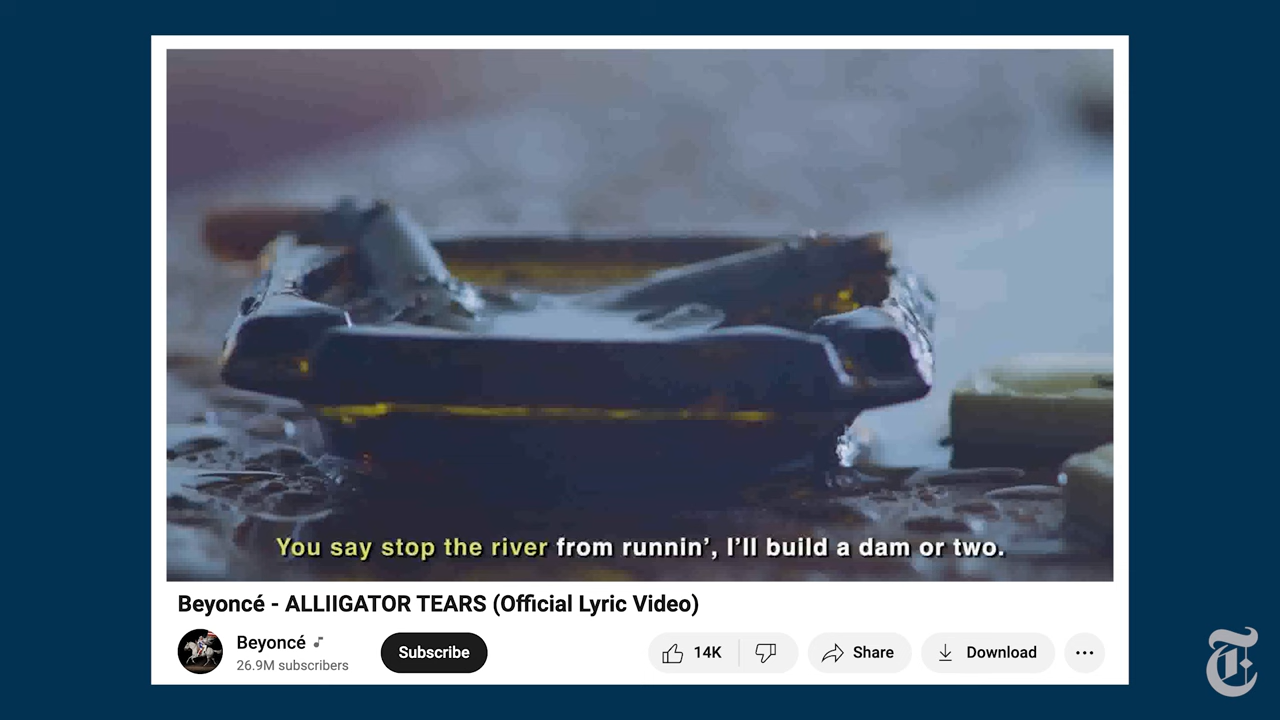 You say stop the river from runnin’, I’ll build a dam or two.
Beyoncé - ALLIIGATOR TEARS (Official Lyric Video)
Beyoncé
26.9M subscribers
Subscribe
14K
Share
Download
T